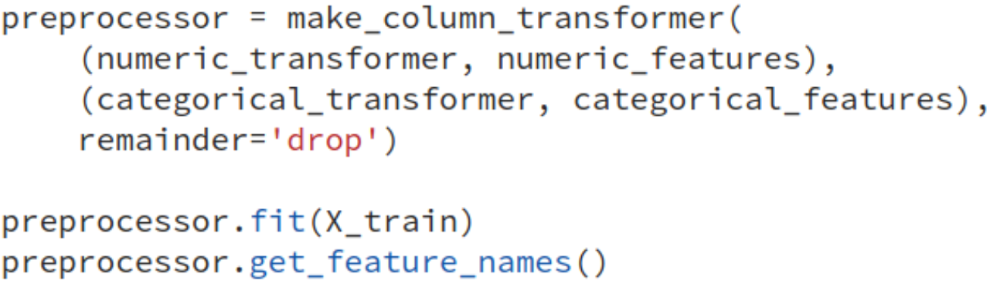 preprocessor = make_column_transformer(
    (numeric_transformer, numeric_features),
    (categorical_transformer, categorical_features),
    remainder='drop')

preprocessor.fit(X_train)
preprocessor.get_feature_names()